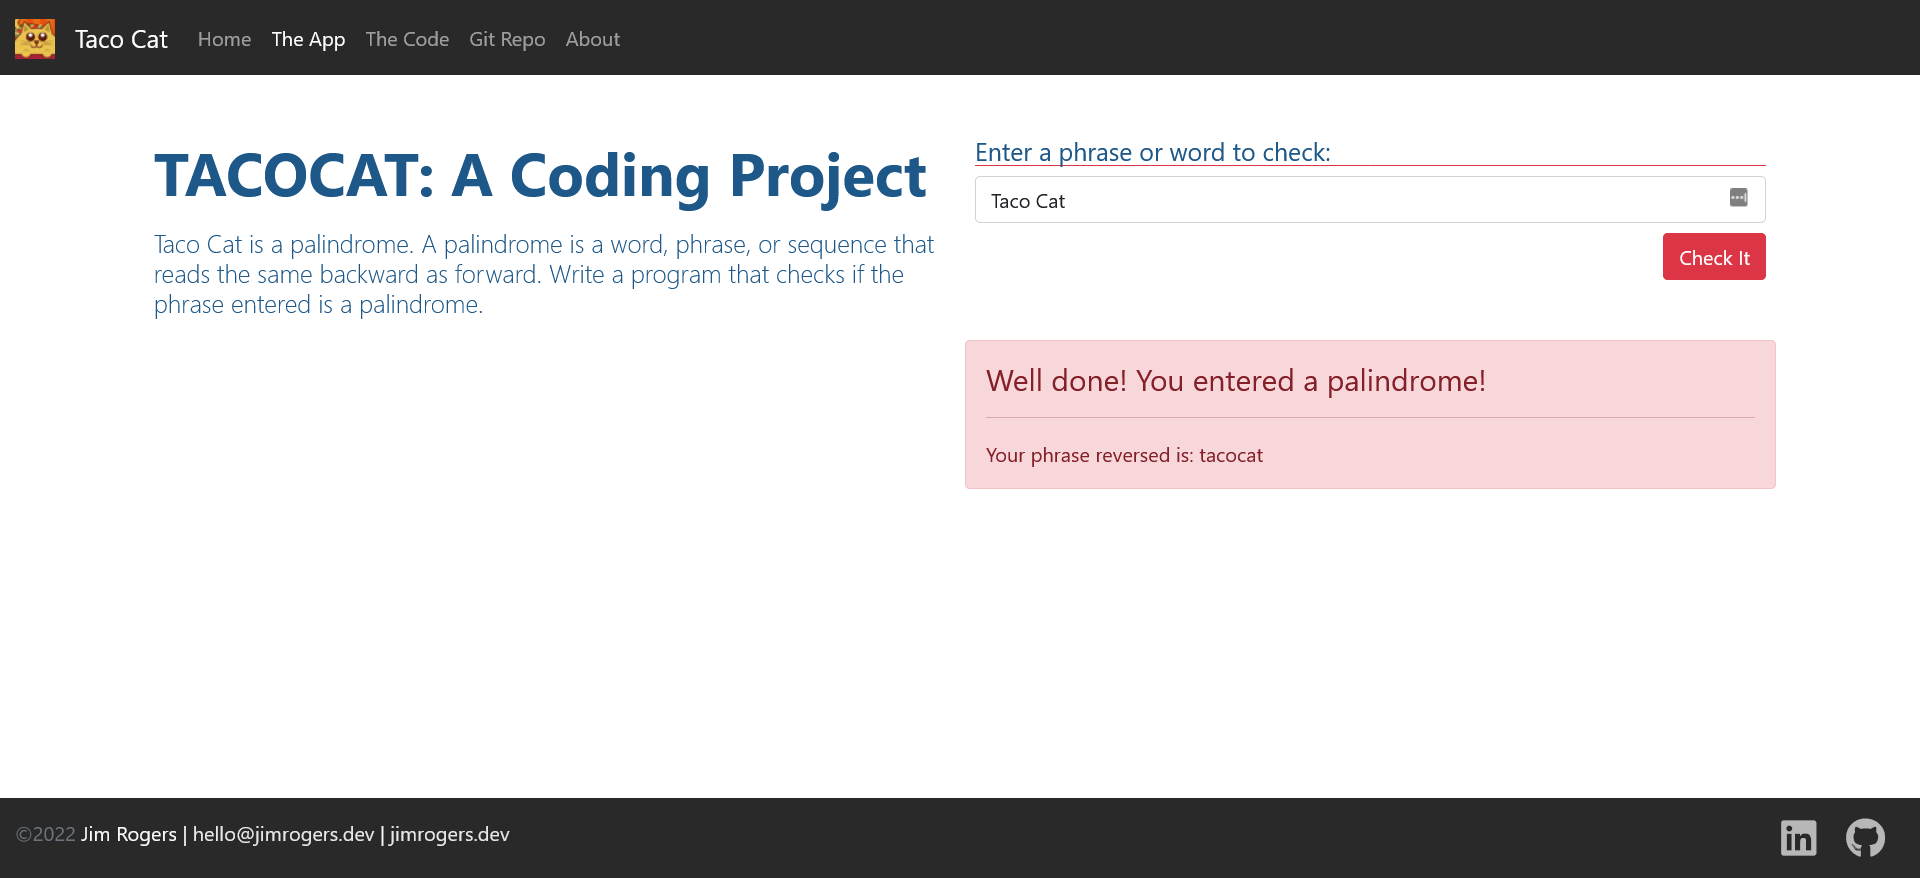 Taco Cat Home The App The Code Git Repo About
TACOCAT: A Coding Project
Taco Cat is a palindrome. A palindrome is a word, phrase, or sequence that
reads the same backward as forward. Write a program that checks if the
phrase entered is a palindrome.
Enter a phrase or word to check:
Taco Cat
Check It
Well done! You entered a palindrome!
Your phrase reversed is: tacocat
©2022 Jim Rogers | hello@jimrogers.dev | jimrogers.dev
in